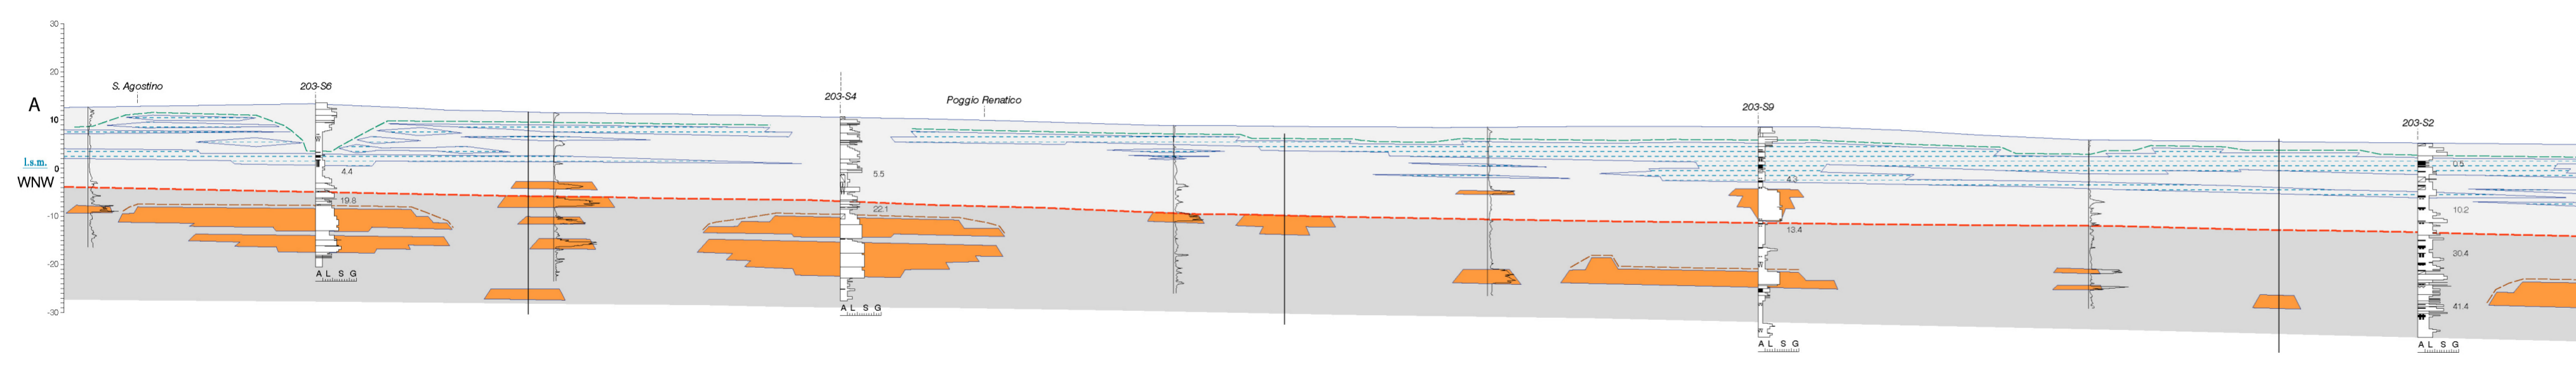 30
20
10
0
-10
-20
-30
A
l.s.m.
WNW
S. Agostino
203-S6
4.4
19.8
A L S G
203-S4
5.5
22.1
A L S G
Poggio Renatico
203-S9
4.3
13.4
A L S G
203-S2
0.5
10.2
30.4
41.4
A L S G